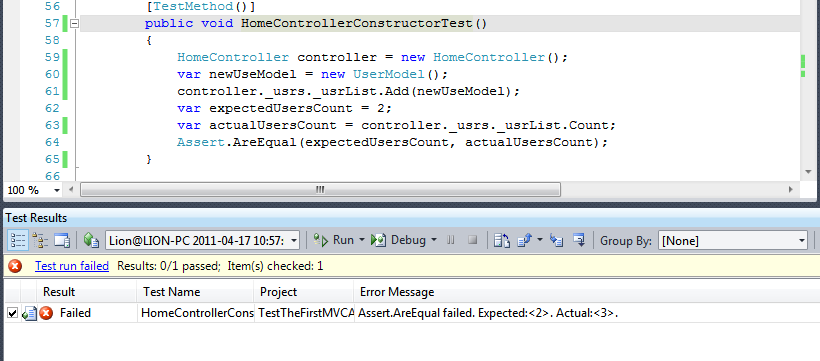 56 [TestMethod()]
57 public void HomeControllerConstructorTest()
58 {
59 HomeController controller = new HomeController();
60 var newUseModel = new UserModel();
61 controller._usrs._usrList.Add(newUseModel);
62 var expectedUsersCount = 2;
63 var actualUsersCount = controller._usrs._usrList.Count;
64 Assert.AreEqual(expectedUsersCount, actualUsersCount);
65 }
66
100 %
Test Results
Lion@LION-PC 2011-04-17 10:57: Run Debug Group By: [None]
Test run failed Results: 0/1 passed; Item(s) checked: 1
Result Test Name Project Error Message
Failed HomeControllerCons TestTheFirstMVCA Assert.AreEqual failed. Expected:<2>. Actual:<3>.